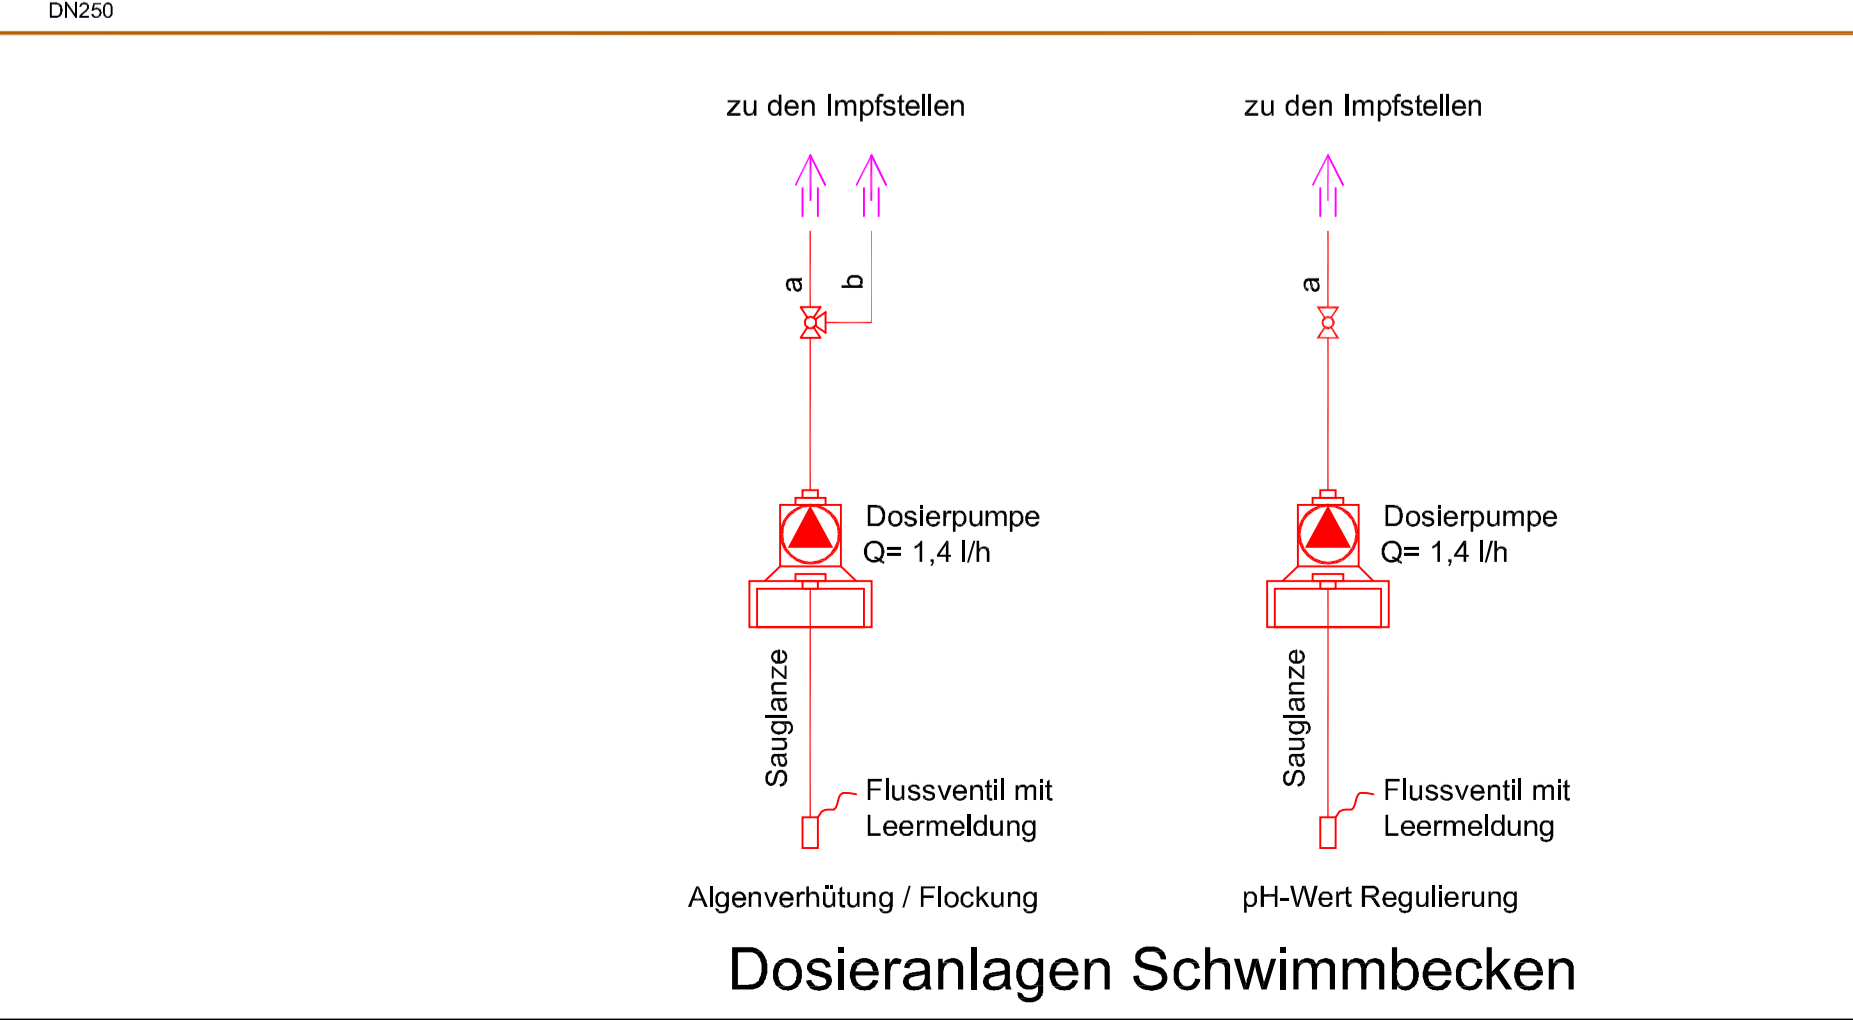 DN250
zu den Impfstellen
zu den Impfstellen
a
b
a
Dosierpumpe
Q= 1,4 l/h
Dosierpumpe
Q= 1,4 l/h
Sauglanze
Sauglanze
Flussventil mit
Leermeldung
Flussventil mit
Leermeldung
Algenverhütung / Flockung
pH-Wert Regulierung
Dosieranlagen Schwimmbecken